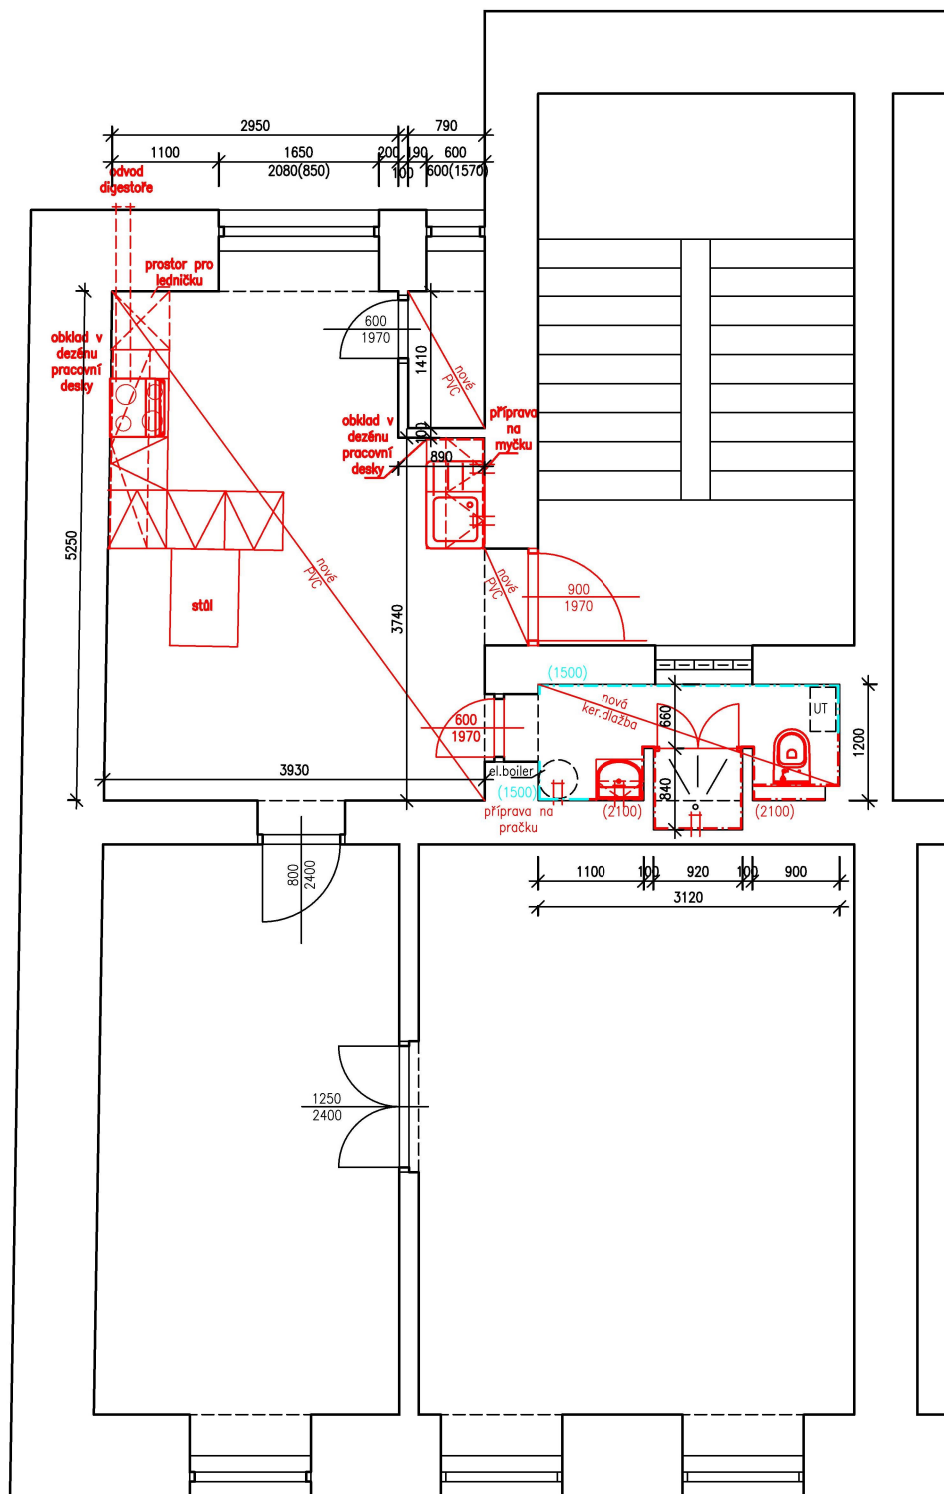 2950
790
1100
1650
200
190
600
2080(850)
100
600(1570)
odvod
digestoře
prostor pro
ledničku
obklad v
dezénu
pracovní
desky
600
1970
1410
nové
PVC
obklad v
dezénu
pracovní
desky
příprava
na
myčku
100
890
5250
3740
nové
PVC
nové
PVC
900
1970
stůl
(1500)
nová
ker.dlažba
UT
660
1200
600
1970
el.boiler
3930
(1500)
840
příprava na
pračku
(2100)
(2100)
800
2400
1100
100
920
100
900
3120
1250
2400